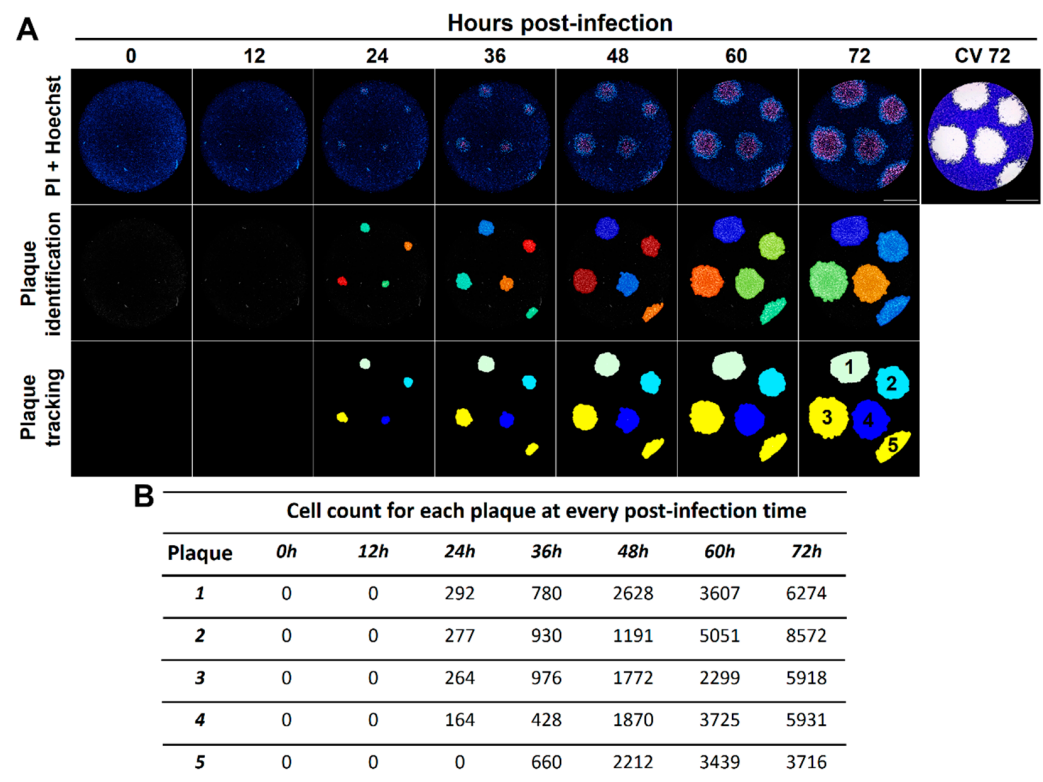 A
Hours post-infection
0 12 24 36 48 60 72 CV 72
PI + Hoechst
Plaque
identification
Plaque
tracking
1
2
3
4
5
B
Cell count for each plaque at every post-infection time
Plaque 0h 12h 24h 36h 48h 60h 72h
1 0 0 292 780 2628 3607 6274
2 0 0 277 930 1191 5051 8572
3 0 0 264 976 1772 2299 5918
4 0 0 164 428 1870 3725 5931
5 0 0 0 660 2212 3439 3716